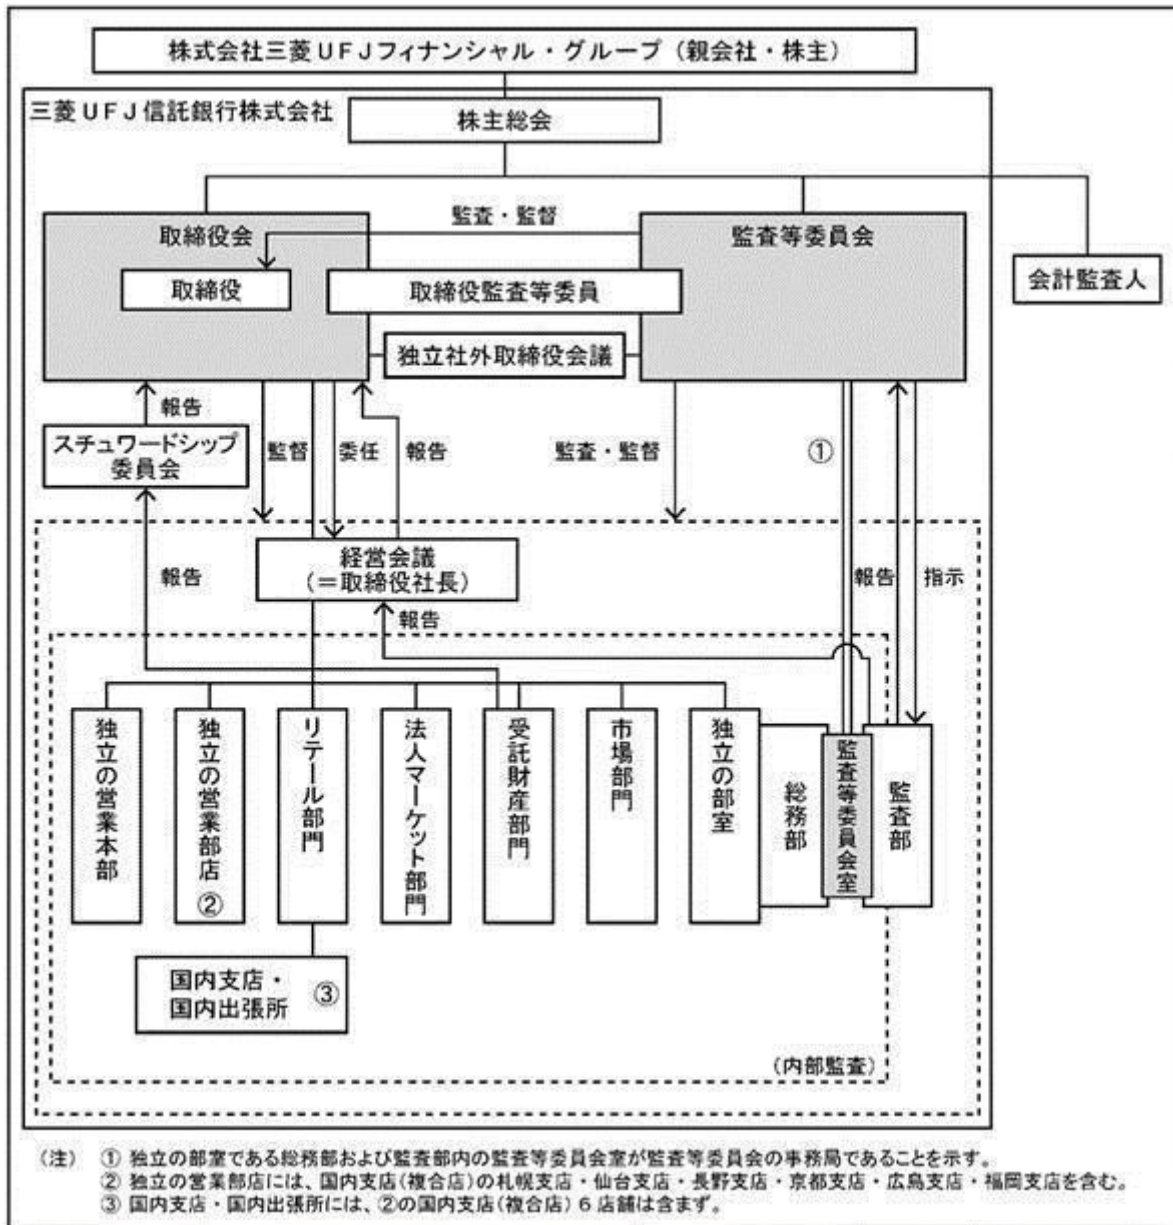 株式会社三菱UFJフィナンシャル・グループ（親会社・株主）
三菱UFJ信託銀行株式会社
株主総会
監査・監督
取締役会
監査等委員会
取締役
取締役監査等委員
会計監査人
独立社外取締役会議
報告
スチュワードシップ
委員会
監督
委任
報告
監査・監督
①
経営会議
（＝取締役社長）
報告
報告
指示
報告
独立の営業本部
独立の営業部店②
リテール部門
法人マーケット部門
受託財産部門
市場部門
独立の部室
総務部
監査等委員会室
監査部
国内支店・
国内出張所
③
（内部監査）
（注） ① 独立の部室である総務部および監査部内の監査等委員会室が監査等委員会の事務局であることを示す。
② 独立の営業部店には、国内支店（複合店）の札幌支店・仙台支店・長野支店・京都支店・広島支店・福岡支店を含む。
③ 国内支店・国内出張所には、②の国内支店（複合店）６店舗は含まず。